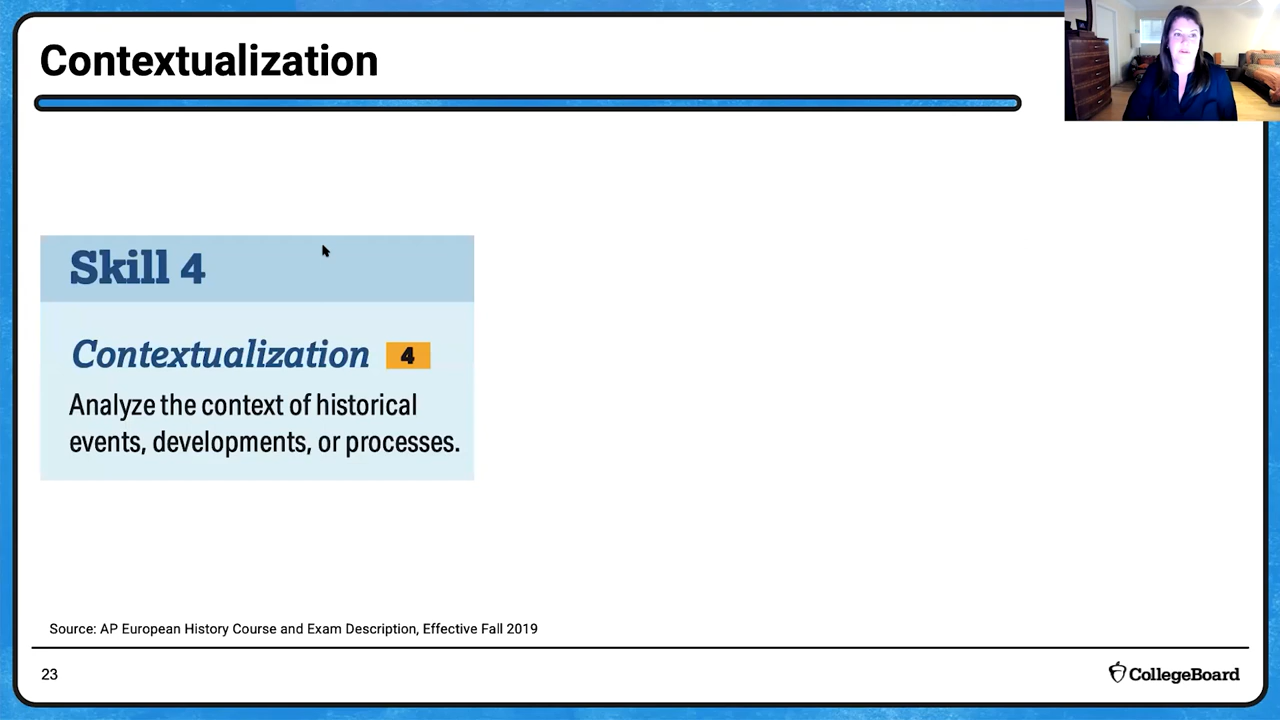 Contextualization
Skill 4
Contextualization 4
Analyze the context of historical
events, developments, or processes.
Source: AP European History Course and Exam Description, Effective Fall 2019
23
CollegeBoard